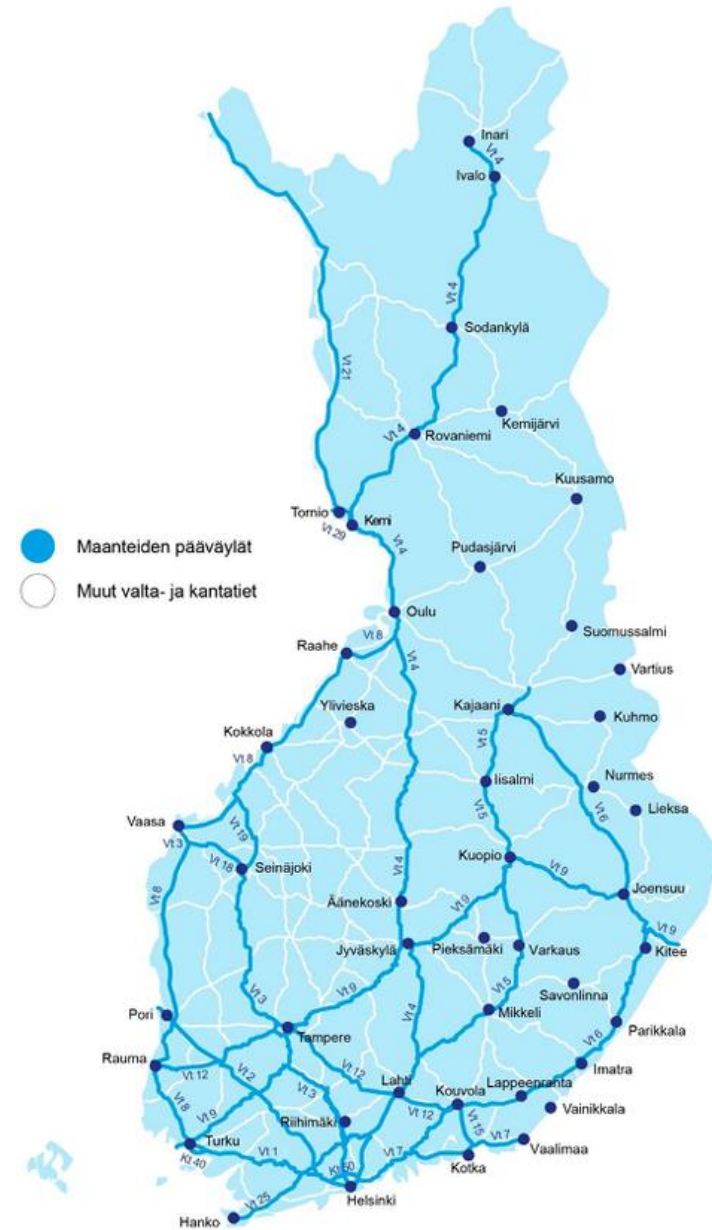 Inari
Vt 4
Ivalo
Vt 4
Sodankylä
Vt 21
Kemijärvi
Vt 4
Rovaniemi
Kuusamo
Tornio
Kemi
Vt 29
Maanteiden pääväylät
Vt 4
Pudasjärvi
Muut valta- ja kantatiet
Oulu
Suomussalmi
Vt 8
Raahe
Vt 4
Vartius
Ylivieska
Kajaani
Kuhmo
Kokkola
Vt 5
Vt 8
Iisalmi
Nurmes
Lieksa
Vt 6
Vt 5
Vaasa
Vt 19
Vt 3
Vt 18
Seinäjoki
Vt 4
Kuopio
Vt 9
Vt 8
Äänekoski
Joensuu
Vt 9
Vt 9
Jyväskylä
Pieksämäki
Varkaus
Kitee
Vt 3
Vt 9
Vt 5
Savonlinna
Vt 4
Pori
Mikkeli
Parikkala
Tampere
Vt 6
Rauma
Vt 12
Vt 2
Vt 12
Imatra
Vt 3
Lahti
Kouvola
Lappeenranta
Vt 8
Vt 9
Riihimäki
Vt 12
Vt 15
Vainikkala
Turku
Vt 7
Vt 7
Vaalimaa
Kt 40
Vt 1
Kt 50
Kotka
Vt 25
Helsinki
Hanko